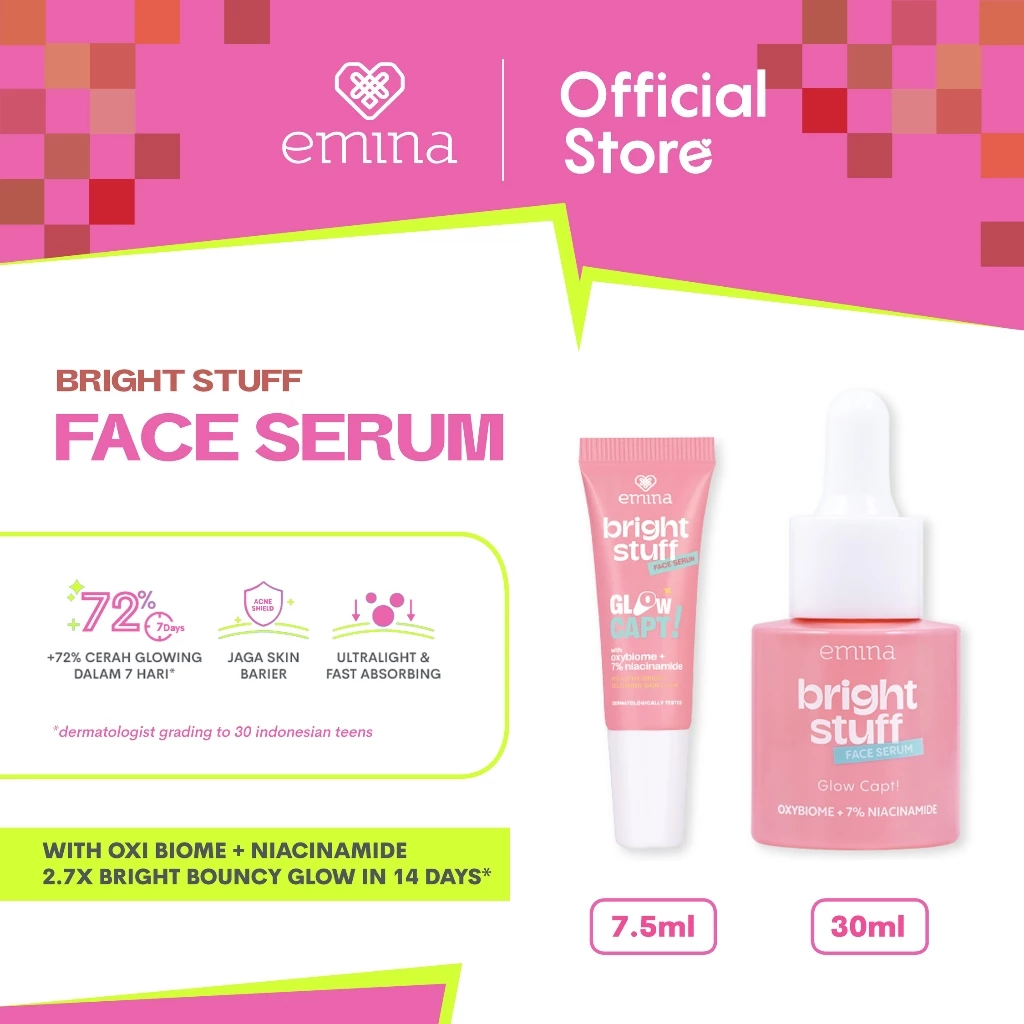 emina
Official
Store
BRIGHT STUFF
FACE SERUM
+72%
7Days
+72% CERAH GLOWING
DALAM 7 HARI*
ACNE
SHIELD
JAGA SKIN
BARIER
ULTRALIGHT &
FAST ABSORBING
*dermatologist grading to 30 indonesian teens
WITH OXI BIOME + NIACINAMIDE
2.7X BRIGHT BOUNCY GLOW IN 14 DAYS*
emina
bright
stuff
FACE SERUM
GLOW
CAPT!
with
oxybiome +
7% niacinamide
DERMATOLOGICALLY TESTED
7.5ml
emina
bright
stuff
FACE SERUM
Glow Capt!
OXYBIOME + 7% NIACINAMIDE
30ml